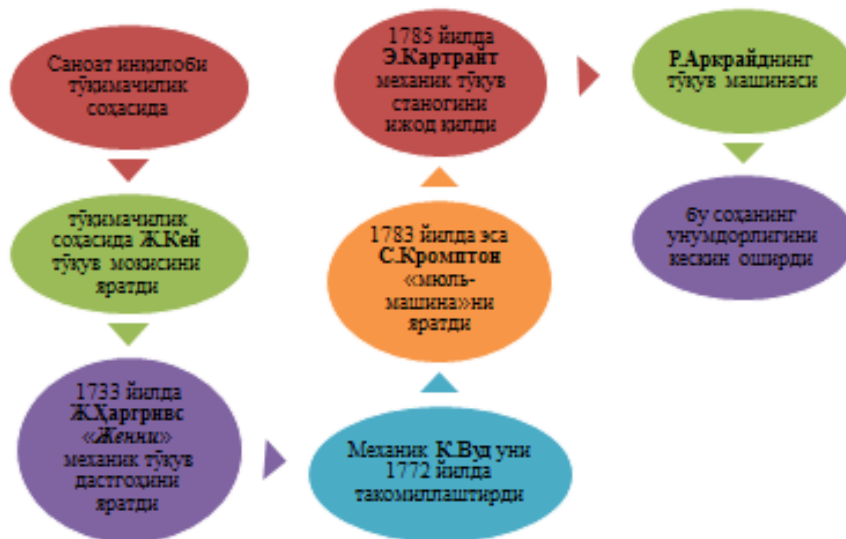 Саноат инқилоби
тўқимачилик
соҳасида
тўқимачилик
соҳасида Ж.Кей
тўқув мокисини
яратди
1733 йилда
Ж.Ҳаргривс
«Женни»
механик тўқув
дастгоҳини
яратди
Механик К.Вуд уни
1772 йилда
такомиллаштирди
1783 йилда эса
С.Кромптон
«мюль-
машина»ни
яратди
1785 йилда
Э.Картрайт
механик тўқув
станогини
ижод қилди
Р.Аркрайднинг
тўқув машинаси
бу соҳанинг
унумдорлигини
кескин оширди